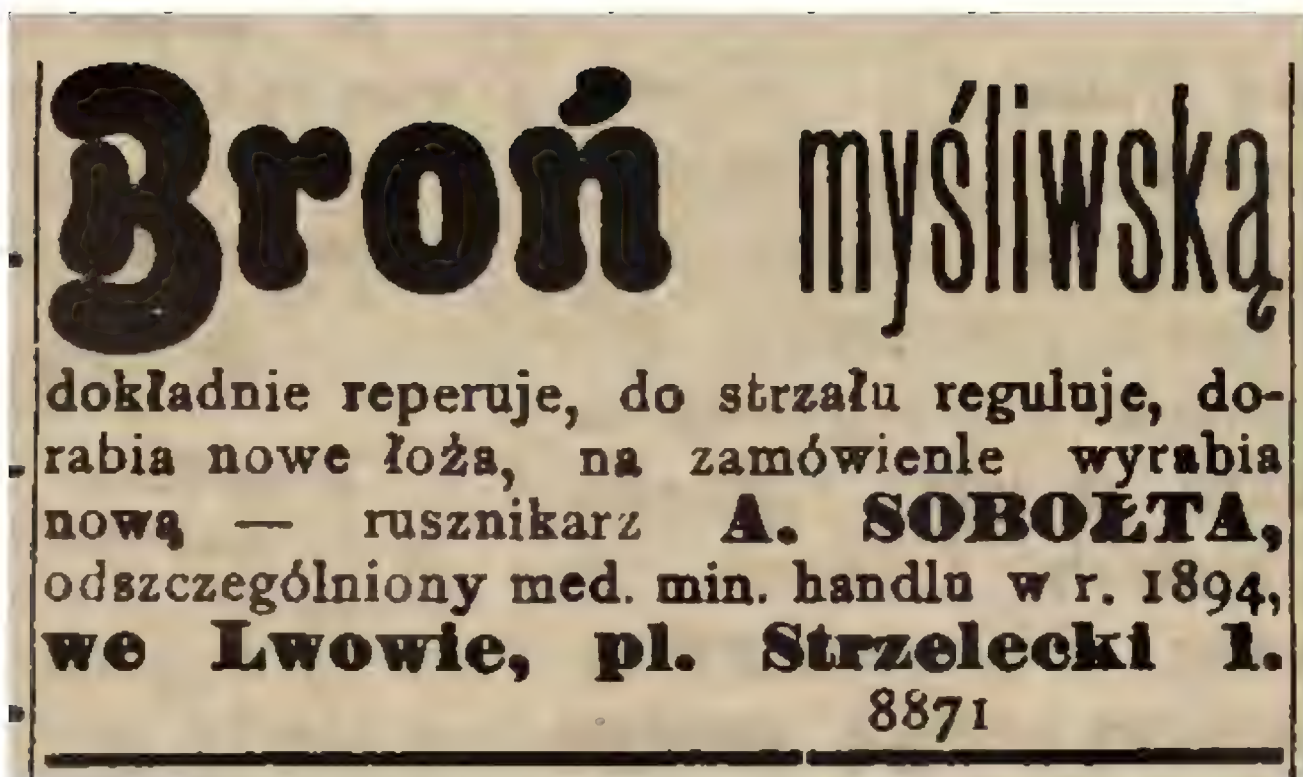 Broń myśliwską
dokładnie reperuje, do strzału reguluje, do-
rabia nowe łoża, na zamówienie wyrabia
nową — rusznikarz A. SOBOŁTA,
odszczególniony med. min. handlu w r. 1894,
we Lwowie, pl. Strzelecki 1.
8871